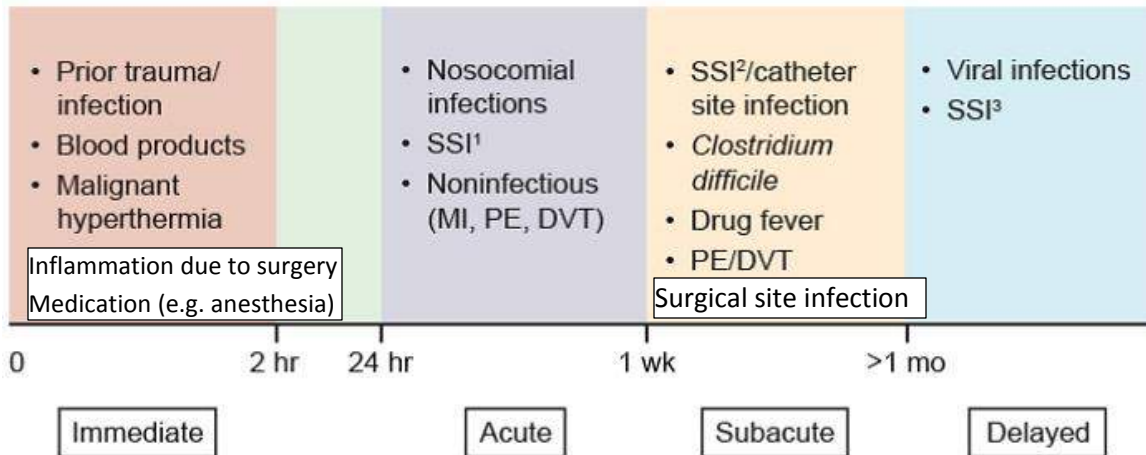 • Prior trauma/
infection
• Blood products
• Malignant
hyperthermia
Inflammation due to surgery
Medication (e.g. anesthesia)
• Nosocomial
infections
• SSI¹
• Noninfectious
(MI, PE, DVT)
• SSI²/catheter
site infection
• Clostridium
difficile
• Drug fever
• PE/DVT
Surgical site infection
• Viral infections
• SSI³
0
2 hr
24 hr
1 wk
>1 mo
Immediate
Acute
Subacute
Delayed